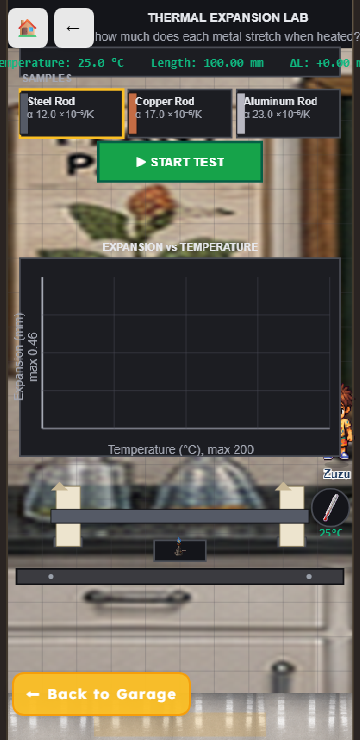 THERMAL EXPANSION LAB
how much does each metal stretch when heated?
emperature: 25.0 °C Length: 100.00 mm ΔL: +0.00 m
SAMPLES
Steel Rod
α 12.0 ×10⁻⁶/K
Copper Rod
α 17.0 ×10⁻⁶/K
Aluminum Rod
α 23.0 ×10⁻⁶/K
▶ START TEST
EXPANSION vs TEMPERATURE
Expansion (mm)
max 0.46
Temperature (°C), max 200
Zuzu
25°C
← Back to Garage